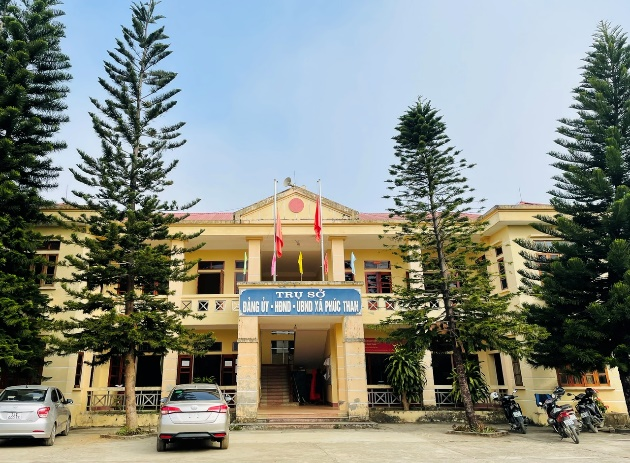 TRỤ SỞ
ĐẢNG ỦY - HĐND - UBND XÃ PHÚC THAN